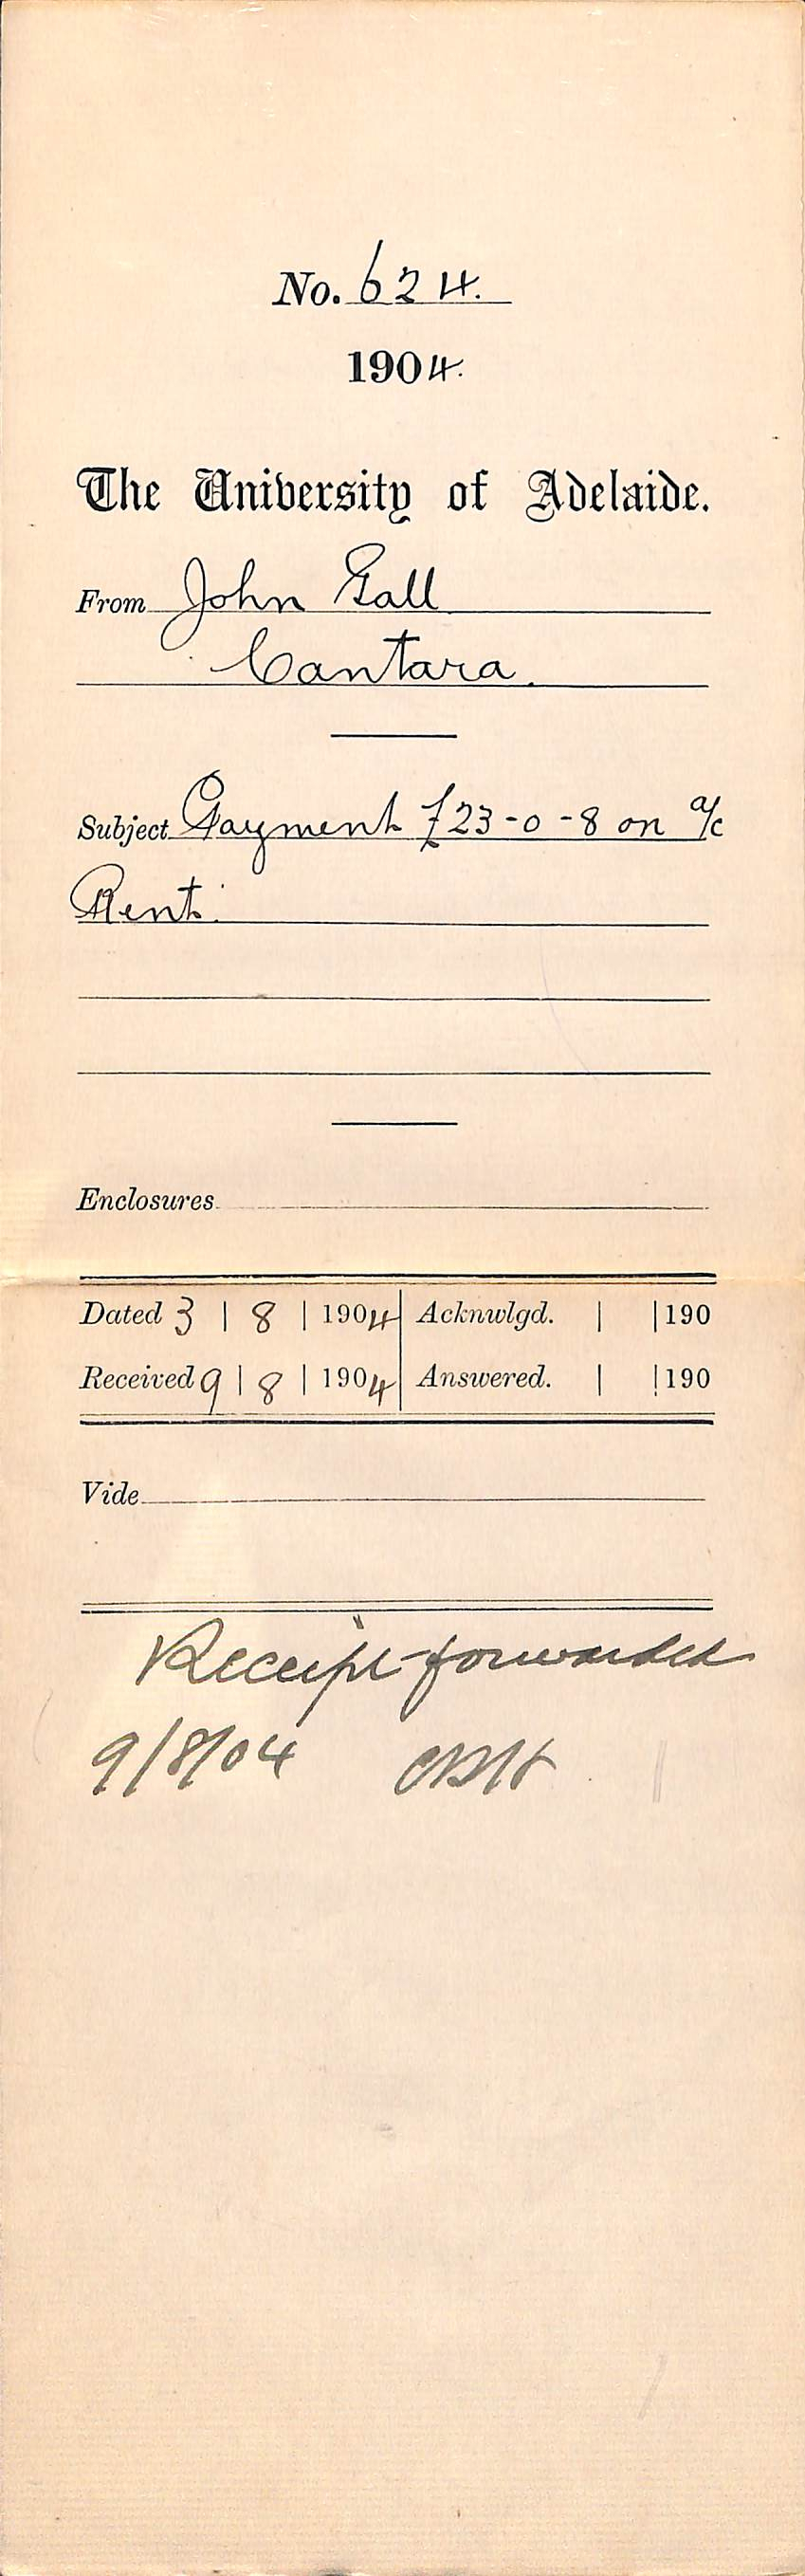 No. 624.
1904.
The University of Adelaide.
From John Gall
Cantara.
Subject Payment £23-0-8 on a/c
Rent.
Enclosures
Dated 3 | 8 | 1904 Acknwlgd. | | 190
Received 9 | 8 | 1904 Answered. | | 190
Vide
Receipt forwarded
9/8/04